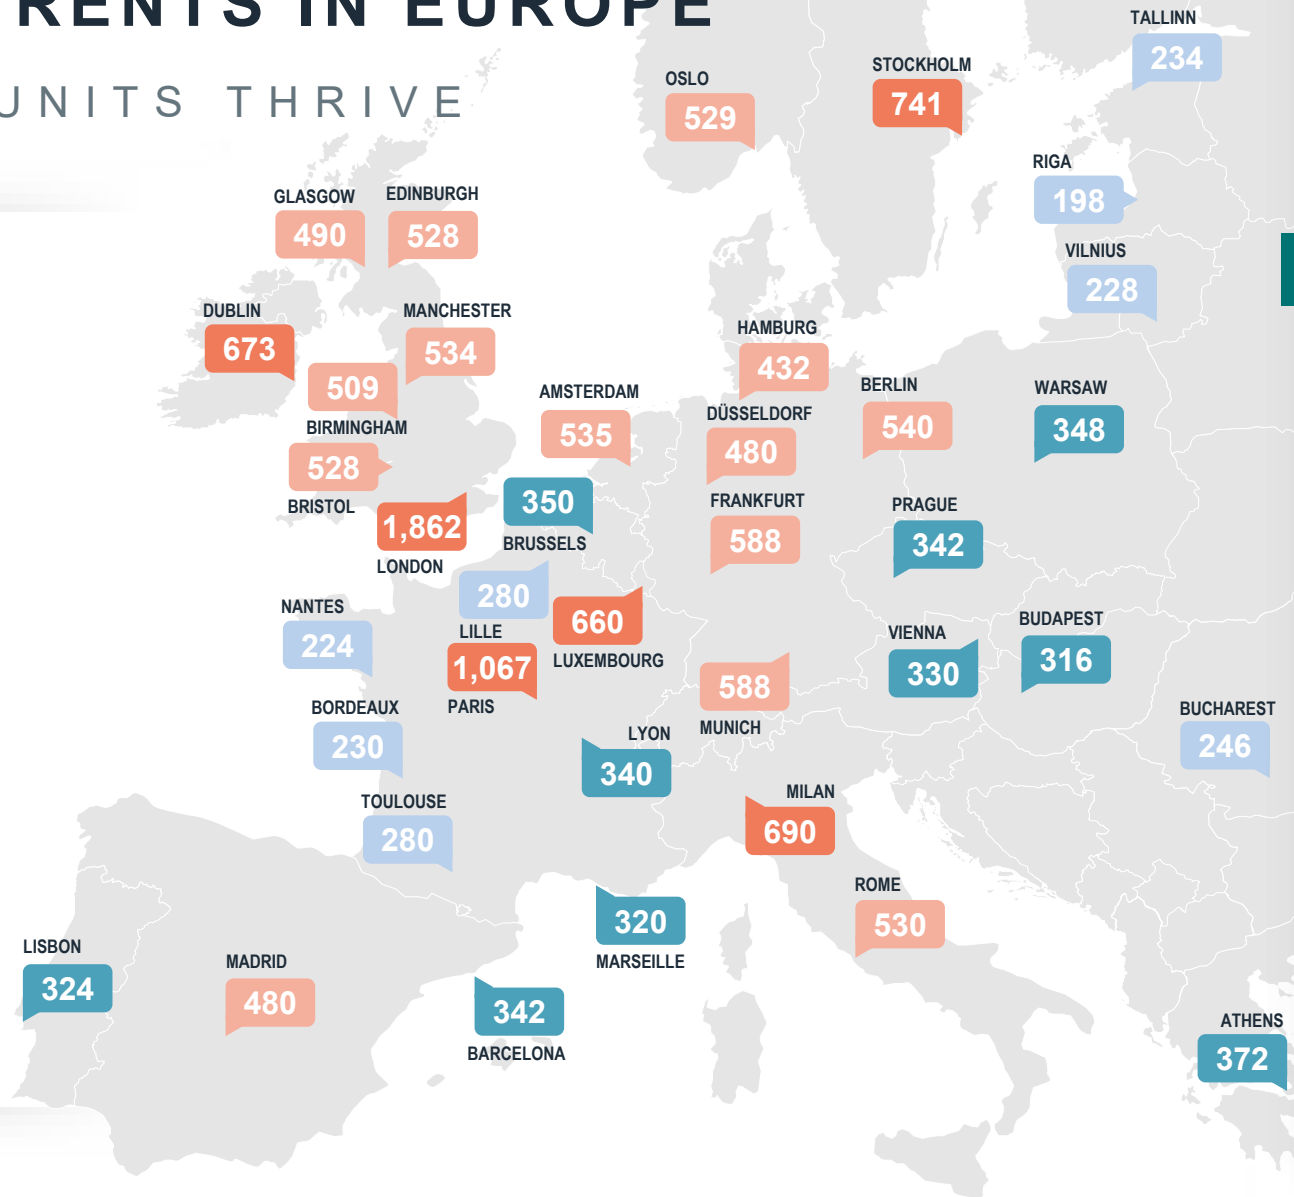 RENTS IN EUROPE
UNITS THRIVE
TALLINN
234
STOCKHOLM
741
OSLO
529
RIGA
198
GLASGOW
490
EDINBURGH
528
VILNIUS
228
DUBLIN
673
MANCHESTER
534
HAMBURG
432
509
BIRMINGHAM
AMSTERDAM
535
BERLIN
540
WARSAW
348
DÜSSELDORF
480
528
BRISTOL
350
BRUSSELS
FRANKFURT
588
PRAGUE
342
1,862
LONDON
280
LILLE
660
LUXEMBOURG
NANTES
224
VIENNA
330
BUDAPEST
316
1,067
PARIS
588
MUNICH
BORDEAUX
230
LYON
340
BUCHAREST
246
TOULOUSE
280
MILAN
690
ROME
530
320
MARSEILLE
LISBON
324
MADRID
480
342
BARCELONA
ATHENS
372